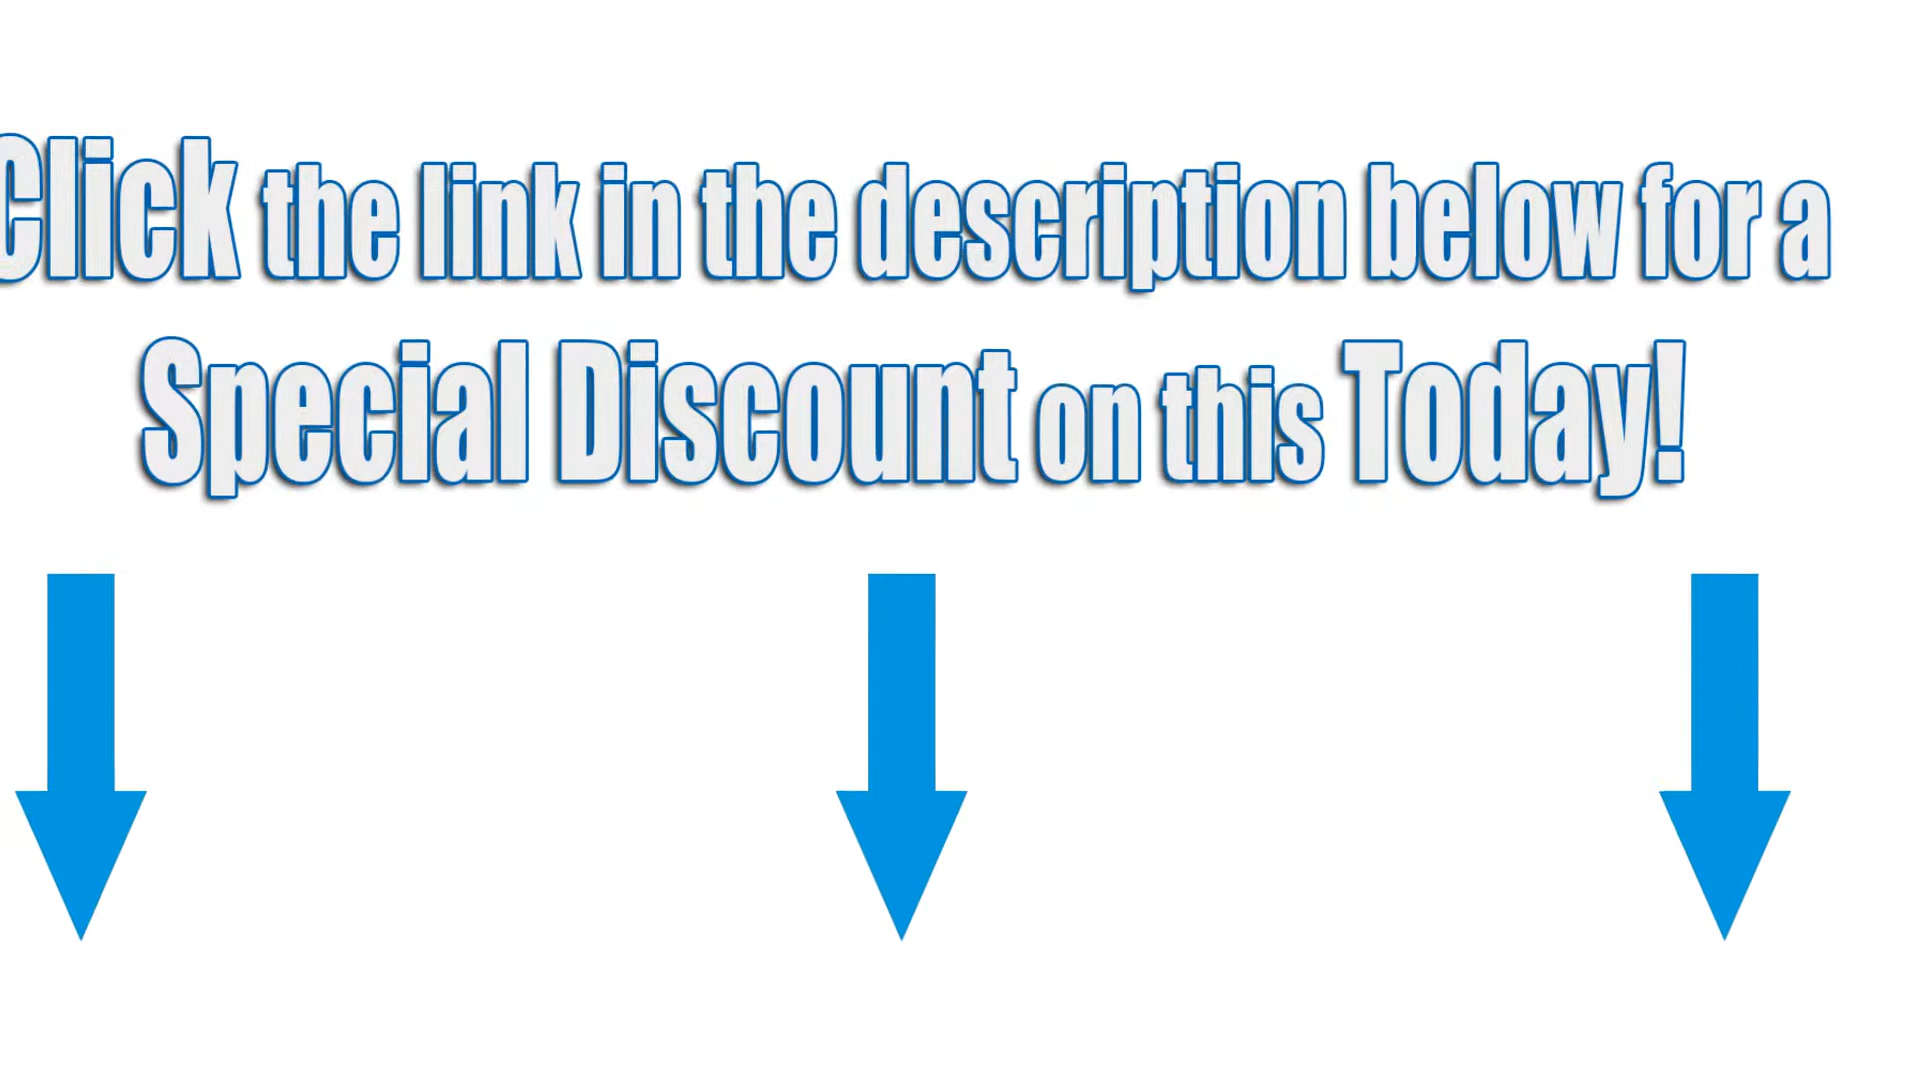 Click the link in the description below for a
Special Discount on this Today!